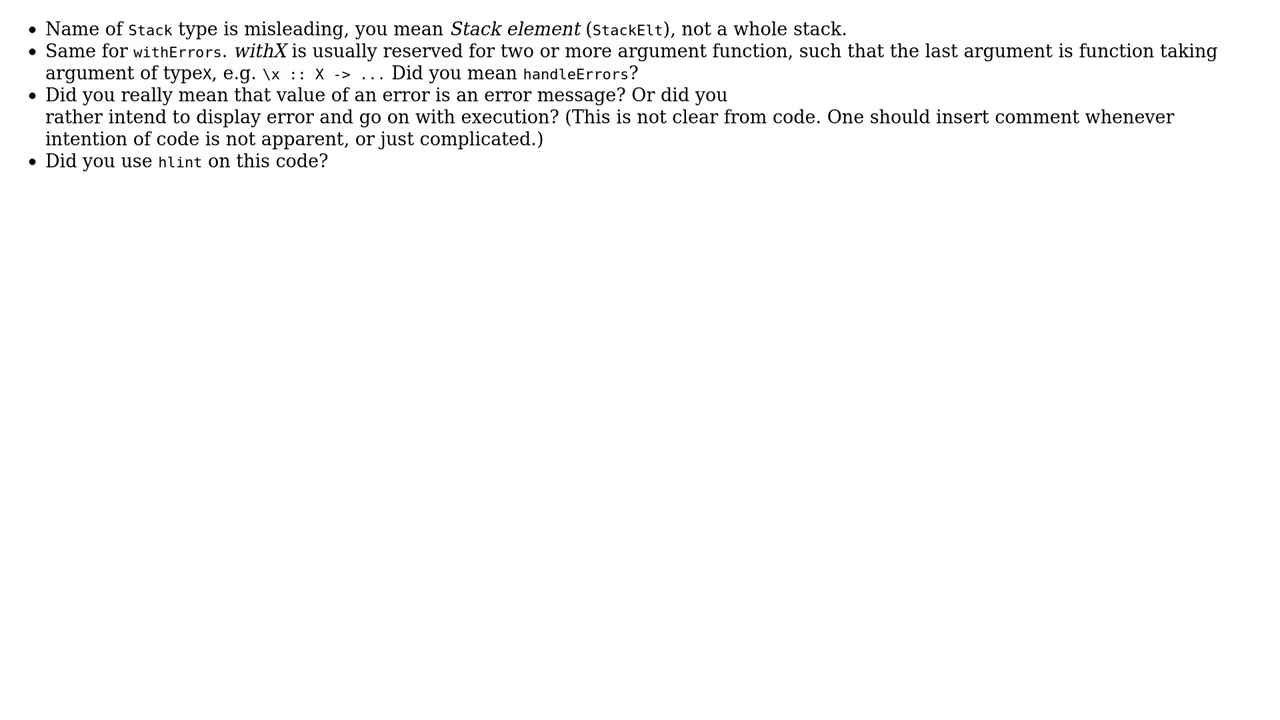 • Name of Stack type is misleading, you mean Stack element (StackElt), not a whole stack.
• Same for withErrors. withX is usually reserved for two or more argument function, such that the last argument is function taking
argument of typeX, e.g. \x :: X -> ... Did you mean handleErrors?
• Did you really mean that value of an error is an error message? Or did you
rather intend to display error and go on with execution? (This is not clear from code. One should insert comment whenever
intention of code is not apparent, or just complicated.)
• Did you use hlint on this code?